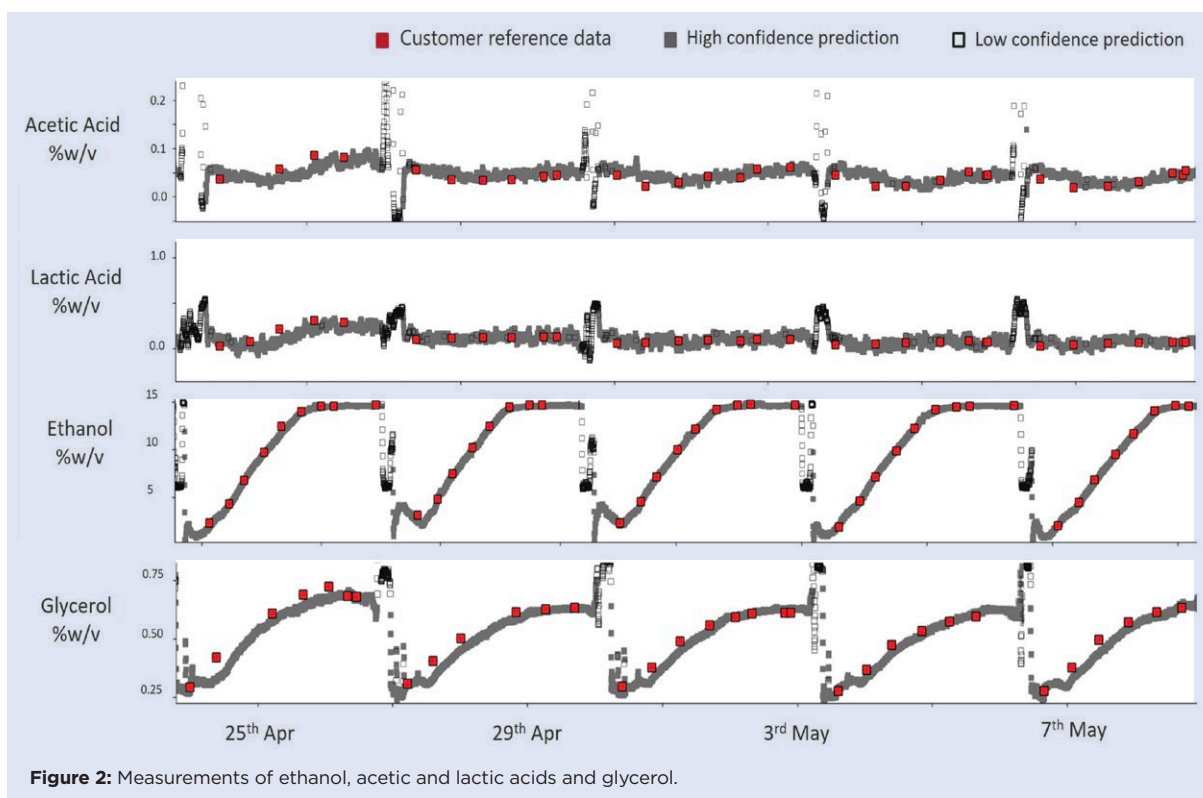 Customer reference data
High confidence prediction
Low confidence prediction
Acetic Acid
%w/v
0.2
0.1
0.0
Lactic Acid
%w/v
1.0
0.0
Ethanol
%w/v
15
10
5
Glycerol
%w/v
0.75
0.50
0.25
25th Apr
29th Apr
3rd May
7th May
Figure 2: Measurements of ethanol, acetic and lactic acids and glycerol.